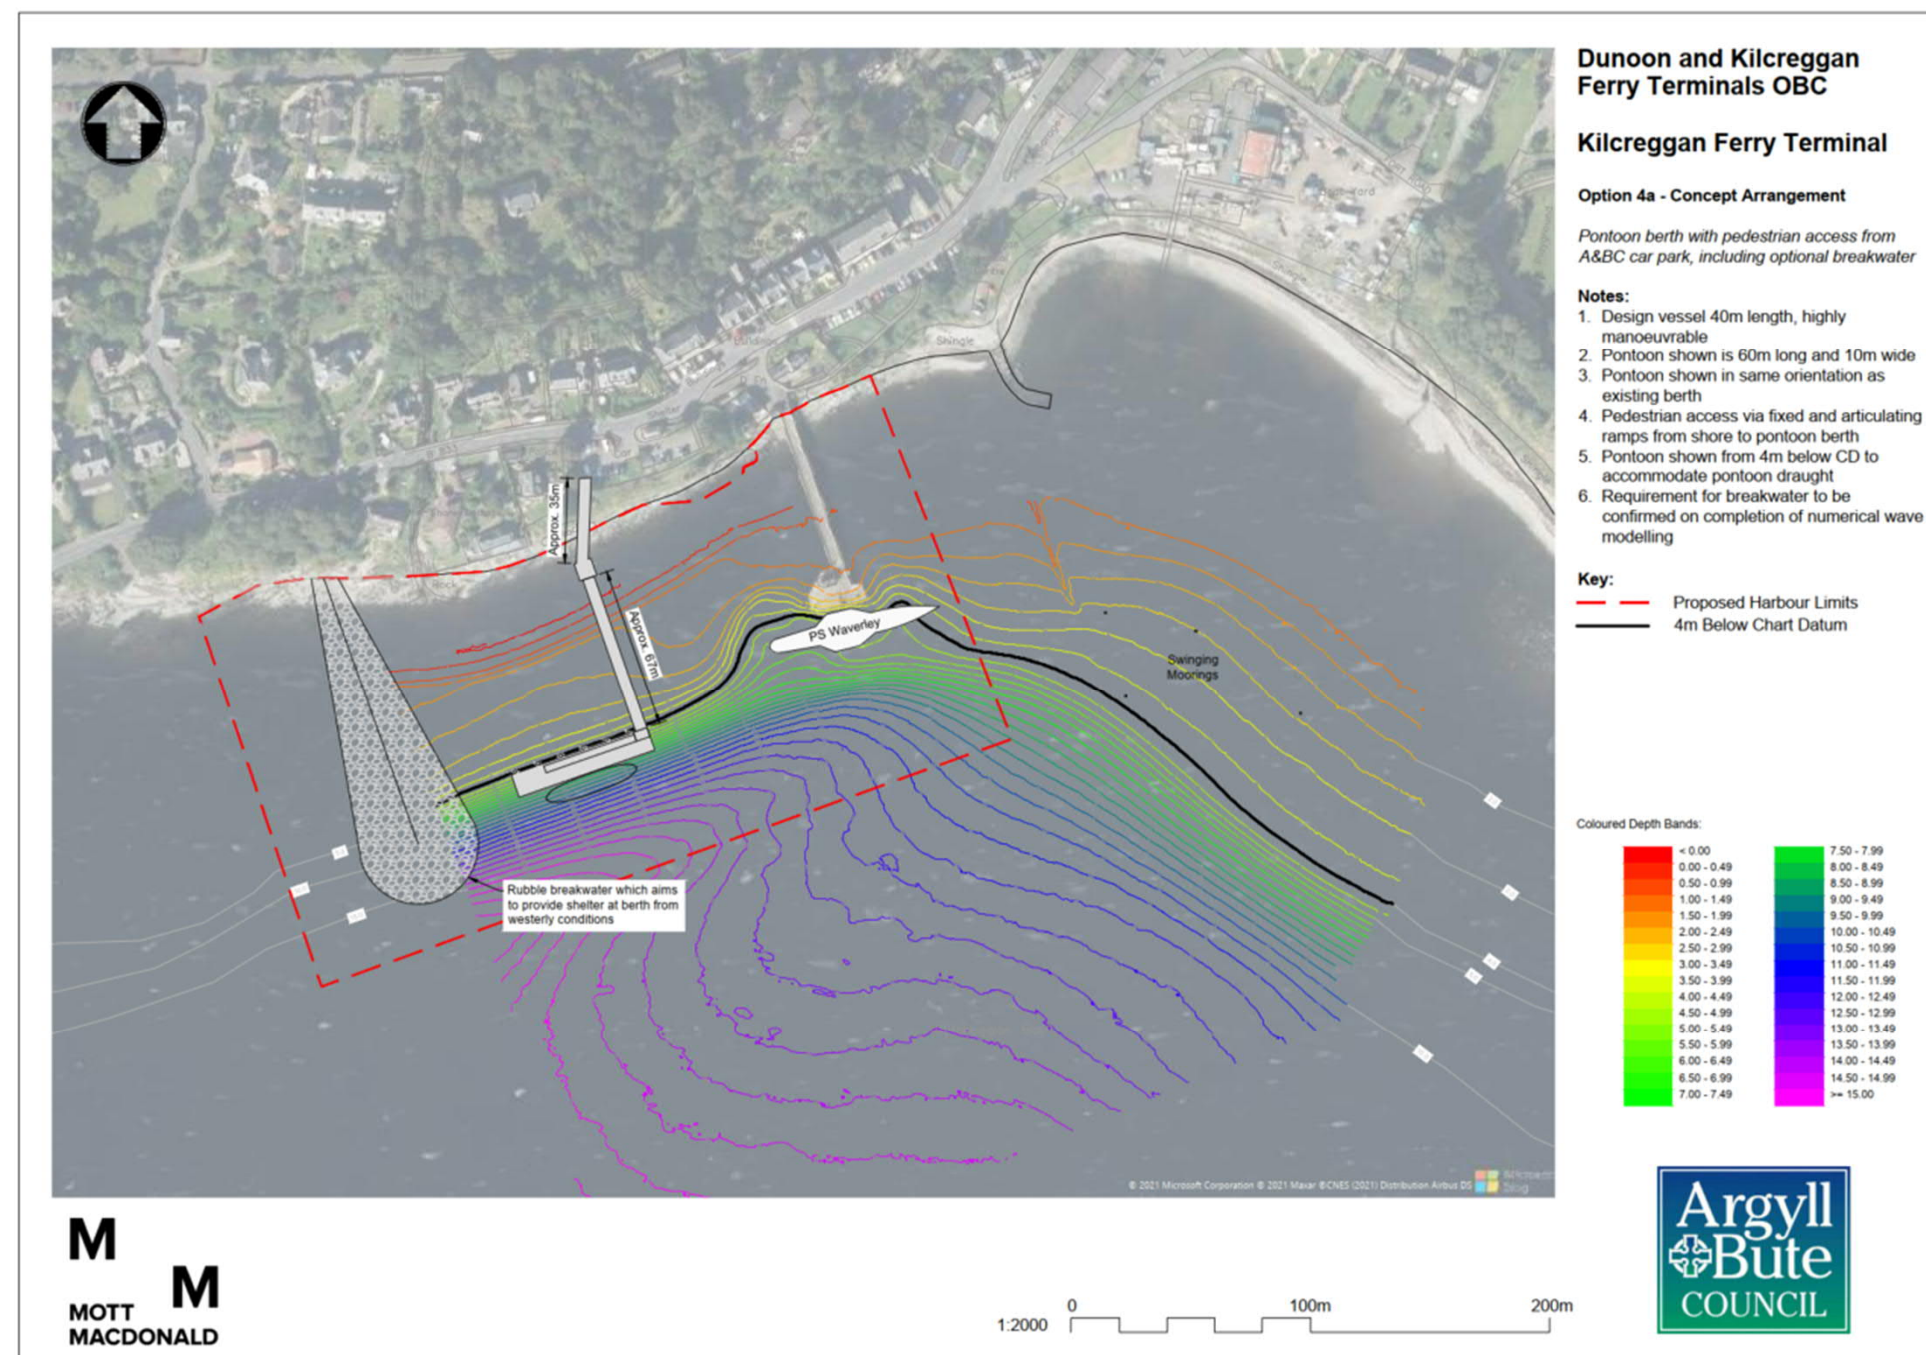 Dunoon and Kilcreggan
Ferry Terminals OBC
Kilcreggan Ferry Terminal
Option 4a - Concept Arrangement
Pontoon berth with pedestrian access from
A&BC car park, including optional breakwater
Notes:
1. Design vessel 40m length, highly
manoeuvrable
2. Pontoon shown is 60m long and 10m wide
3. Pontoon shown in same orientation as
existing berth
4. Pedestrian access via fixed and articulating
ramps from shore to pontoon berth
5. Pontoon shown from 4m below CD to
accommodate pontoon draught
6. Requirement for breakwater to be
confirmed on completion of numerical wave
modelling
Key:
Proposed Harbour Limits
4m Below Chart Datum
Shingle
Approx. 35m
Approx. 67m
PS Waverley
Swinging
Moorings
Rock
Rubble breakwater which aims
to provide shelter at berth from
westerly conditions
Coloured Depth Bands:
< 0.00
0.00 - 0.49
0.50 - 0.99
1.00 - 1.49
1.50 - 1.99
2.00 - 2.49
2.50 - 2.99
3.00 - 3.49
3.50 - 3.99
4.00 - 4.49
4.50 - 4.99
5.00 - 5.49
5.50 - 5.99
6.00 - 6.49
6.50 - 6.99
7.00 - 7.49
7.50 - 7.99
8.00 - 8.49
8.50 - 8.99
9.00 - 9.49
9.50 - 9.99
10.00 - 10.49
10.50 - 10.99
11.00 - 11.49
11.50 - 11.99
12.00 - 12.49
12.50 - 12.99
13.00 - 13.49
13.50 - 13.99
14.00 - 14.49
14.50 - 14.99
>= 15.00
© 2021 Microsoft Corporation © 2021 Maxar ©CNES (2021) Distribution Airbus DS
Microsoft
Bing
M
M
MOTT
MACDONALD
1:2000
0 100m 200m
Argyll
Bute
COUNCIL